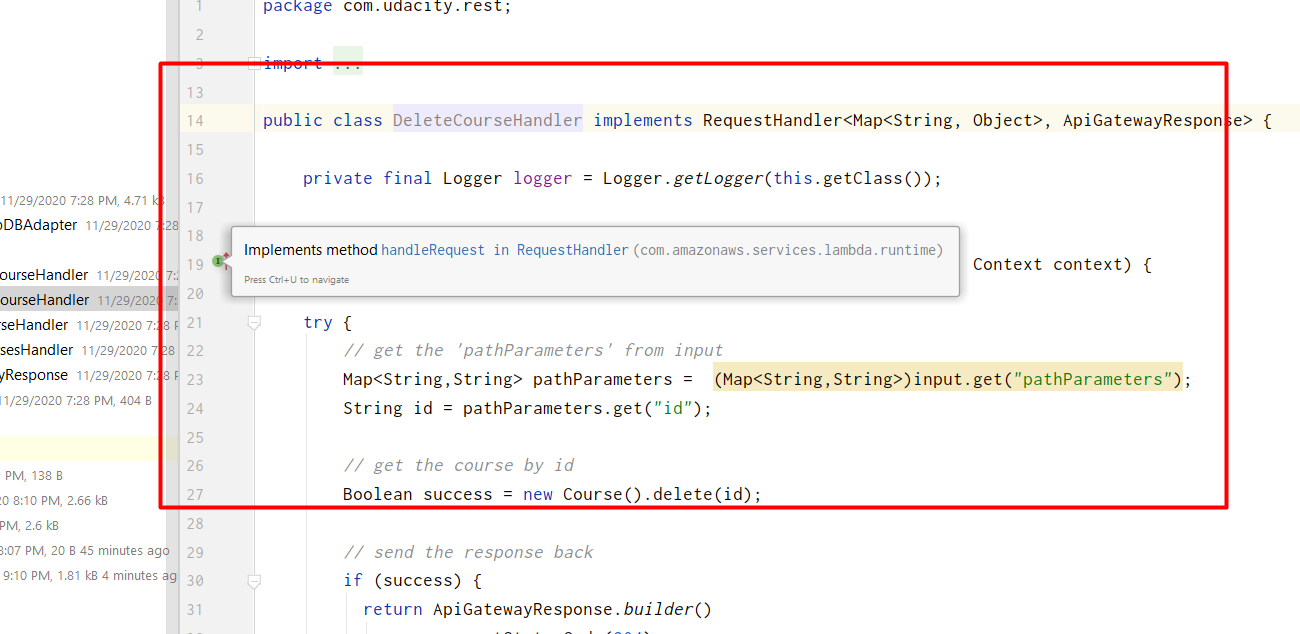 1 package com.udacity.rest;
2
3 import ...
13
14 public class DeleteCourseHandler implements RequestHandler<Map<String, Object>, ApiGatewayResponse> {
15
16 private final Logger logger = Logger.getLogger(this.getClass());
17
18
Implements method handleRequest in RequestHandler (com.amazonaws.services.lambda.runtime)
19 Context context) {
Press Ctrl+U to navigate
20
21 try {
22 // get the 'pathParameters' from input
23 Map<String,String> pathParameters = (Map<String,String>)input.get("pathParameters");
24 String id = pathParameters.get("id");
25
26 // get the course by id
27 Boolean success = new Course().delete(id);
28
29 // send the response back
30 if (success) {
31 return ApiGatewayResponse.builder()
11/29/2020 7:28 PM, 4.71 kB
DBAdapter 11/29/2020 7:28
ourseHandler 11/29/2020 7:
ourseHandler 11/29/2020 7:
rseHandler 11/29/2020 7:28 P
sesHandler 11/29/2020 7:28
yResponse 11/29/2020 7:28 P
11/29/2020 7:28 PM, 404 B
PM, 138 B
20 8:10 PM, 2.66 kB
PM, 2.6 kB
8:07 PM, 20 B 45 minutes ago
9:10 PM, 1.81 kB 4 minutes ag